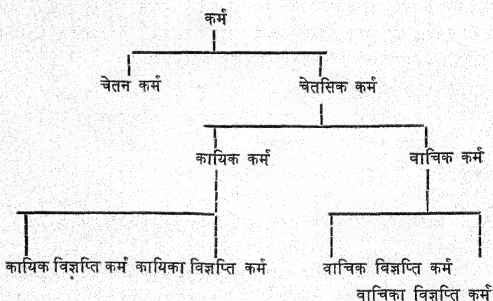 कर्म
चेतन कर्म चेतसिक कर्म
कायिक कर्म वाचिक कर्म
कायिक विज्ञप्ति कर्म कायिका विज्ञप्ति कर्म वाचिक विज्ञप्ति कर्म
वाचिका विज्ञप्ति कर्म